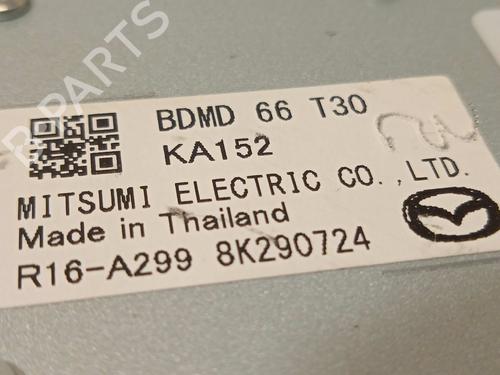 BDMD 66 T30
KA152
MITSUMI ELECTRIC CO.,LTD.
Made in Thailand
R16-A299 8K290724